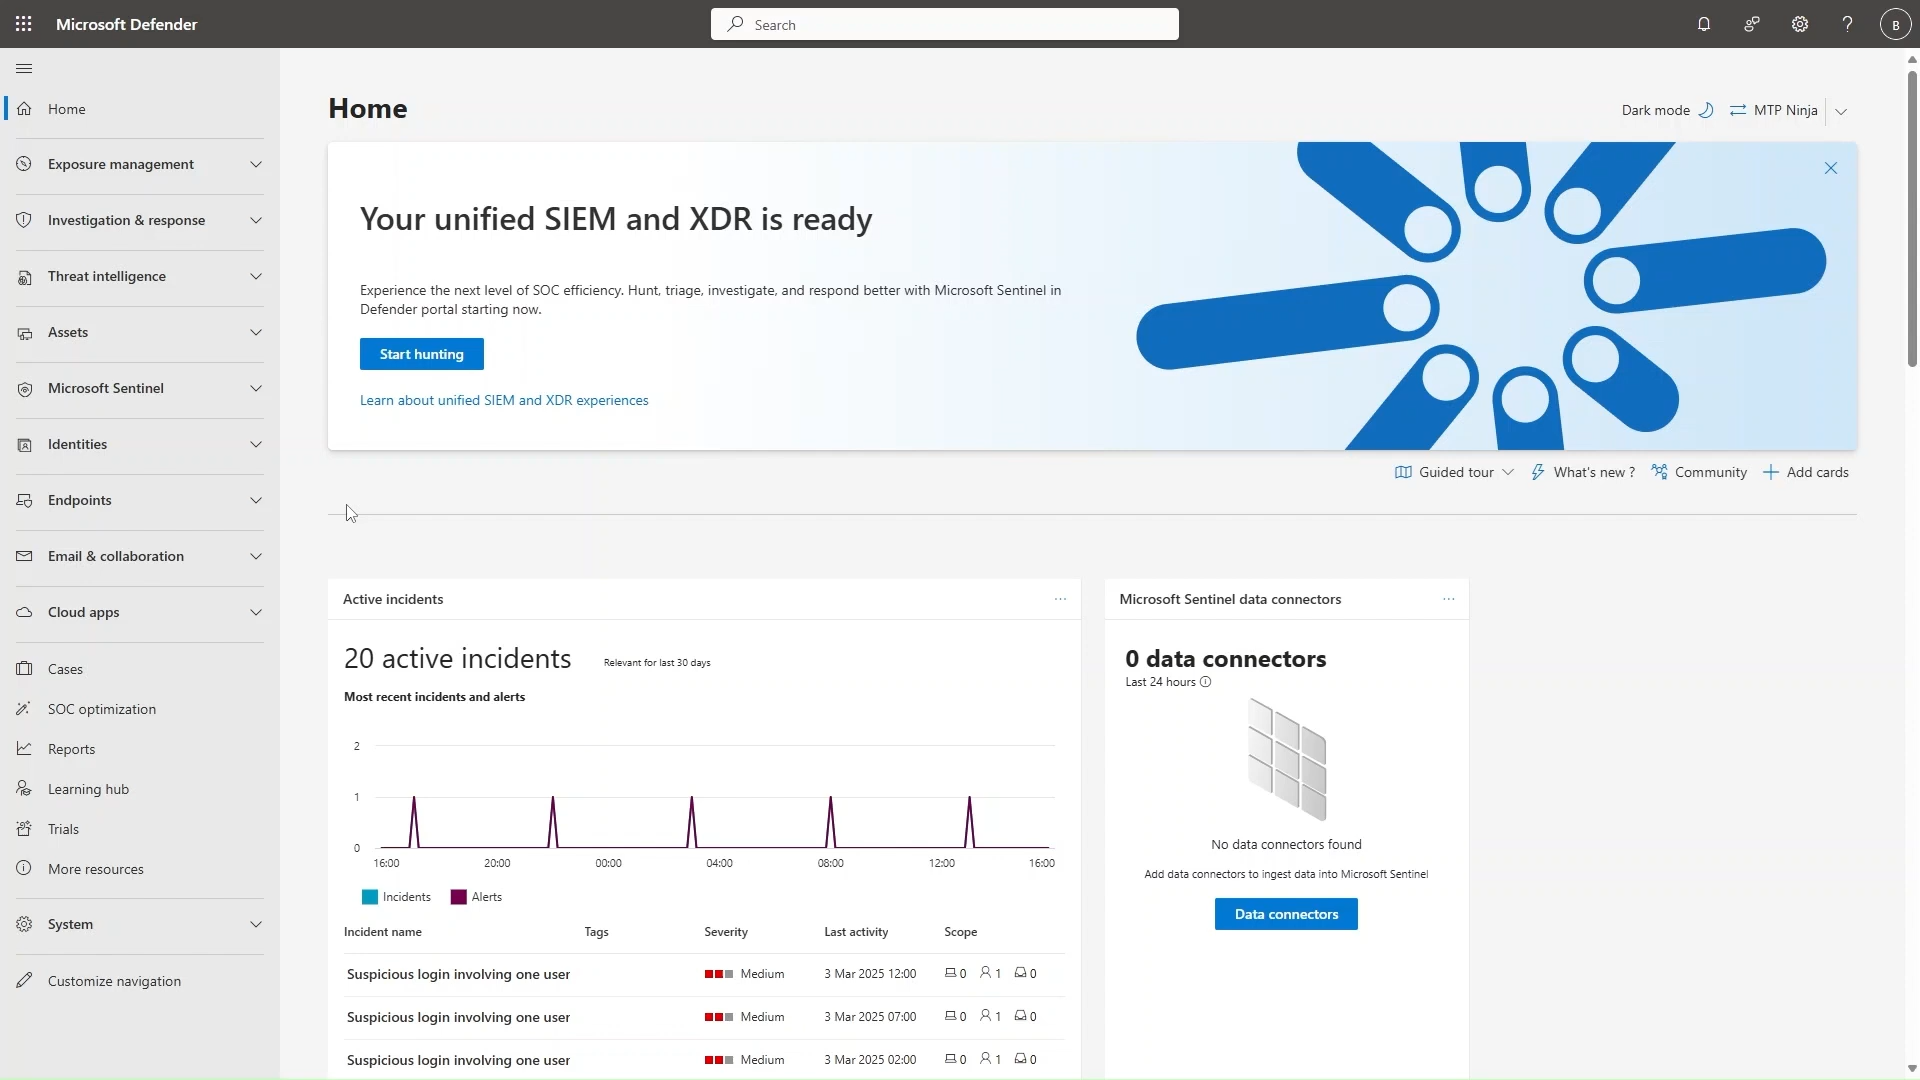 Microsoft Defender
Search
B
Home
Exposure management
Investigation & response
Threat intelligence
Assets
Microsoft Sentinel
Identities
Endpoints
Email & collaboration
Cloud apps
Cases
SOC optimization
Reports
Learning hub
Trials
More resources
System
Customize navigation
Home
Dark mode
MTP Ninja
Your unified SIEM and XDR is ready
Experience the next level of SOC efficiency. Hunt, triage, investigate, and respond better with Microsoft Sentinel in
Defender portal starting now.
Start hunting
Learn about unified SIEM and XDR experiences
Guided tour
What's new ?
Community
Add cards
Active incidents
20 active incidents
Relevant for last 30 days
Most recent incidents and alerts
2
1
0
16:00 20:00 00:00 04:00 08:00 12:00 16:00
Incidents Alerts
Incident name Tags Severity Last activity Scope
Suspicious login involving one user Medium 3 Mar 2025 12:00 0 1 0
Suspicious login involving one user Medium 3 Mar 2025 07:00 0 1 0
Suspicious login involving one user Medium 3 Mar 2025 02:00 0 1 0
Microsoft Sentinel data connectors
0 data connectors
Last 24 hours
No data connectors found
Add data connectors to ingest data into Microsoft Sentinel
Data connectors